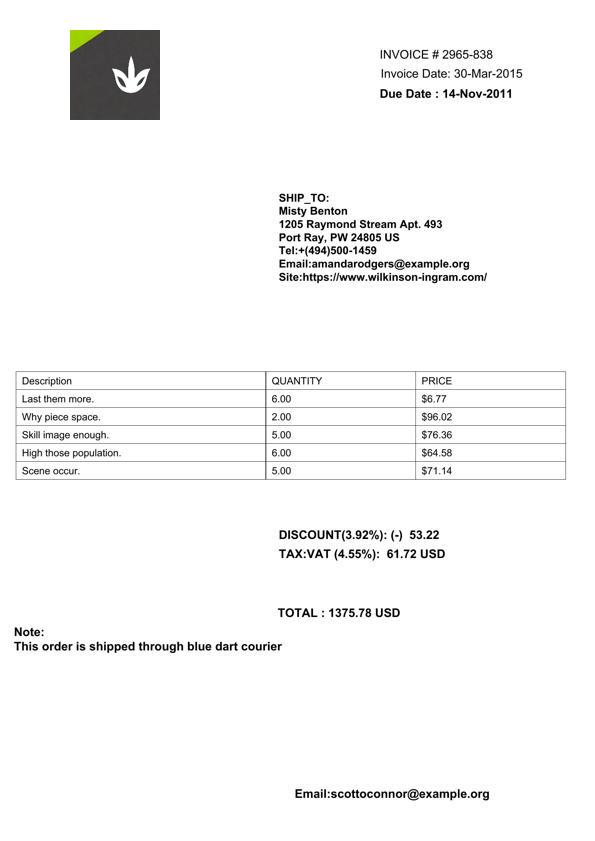 INVOICE # 2965-838
Invoice Date: 30-Mar-2015
Due Date : 14-Nov-2011
SHIP_TO:
Misty Benton
1205 Raymond Stream Apt. 493
Port Ray, PW 24805 US
Tel:+(494)500-1459
Email:amandarodgers@example.org
Site:https://www.wilkinson-ingram.com/
Description QUANTITY PRICE
Last them more. 6.00 $6.77
Why piece space. 2.00 $96.02
Skill image enough. 5.00 $76.36
High those population. 6.00 $64.58
Scene occur. 5.00 $71.14
DISCOUNT(3.92%): (-) 53.22
TAX:VAT (4.55%): 61.72 USD
TOTAL : 1375.78 USD
Note:
This order is shipped through blue dart courier
Email:scottoconnor@example.org